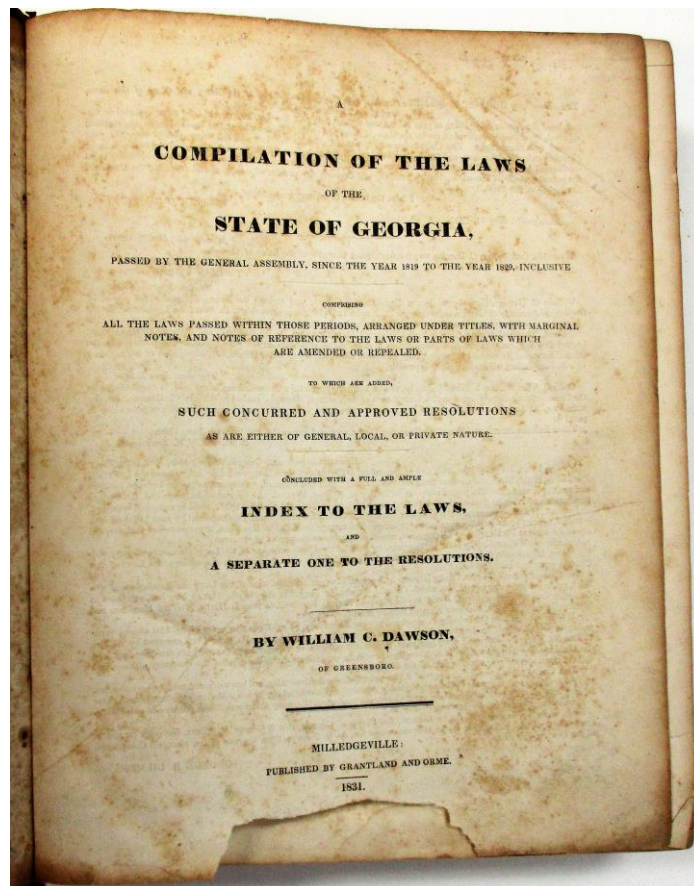 A
COMPILATION OF THE LAWS
OF THE
STATE OF GEORGIA,
PASSED BY THE GENERAL ASSEMBLY, SINCE THE YEAR 1819 TO THE YEAR 1829, INCLUSIVE
COMPRISING
ALL THE LAWS PASSED WITHIN THOSE PERIODS, ARRANGED UNDER TITLES, WITH MARGINAL
NOTES, AND NOTES OF REFERENCE TO THE LAWS OR PARTS OF LAWS WHICH
ARE AMENDED OR REPEALED.
TO WHICH ARE ADDED,
SUCH CONCURRED AND APPROVED RESOLUTIONS
AS ARE EITHER OF GENERAL, LOCAL, OR PRIVATE NATURE.
CONCLUDED WITH A FULL AND AMPLE
INDEX TO THE LAWS,
AND
A SEPARATE ONE TO THE RESOLUTIONS.
BY WILLIAM C. DAWSON,
OF GREENSBORO.
MILLEDGEVILLE:
PUBLISHED BY GRANTLAND AND ORME.
1831.